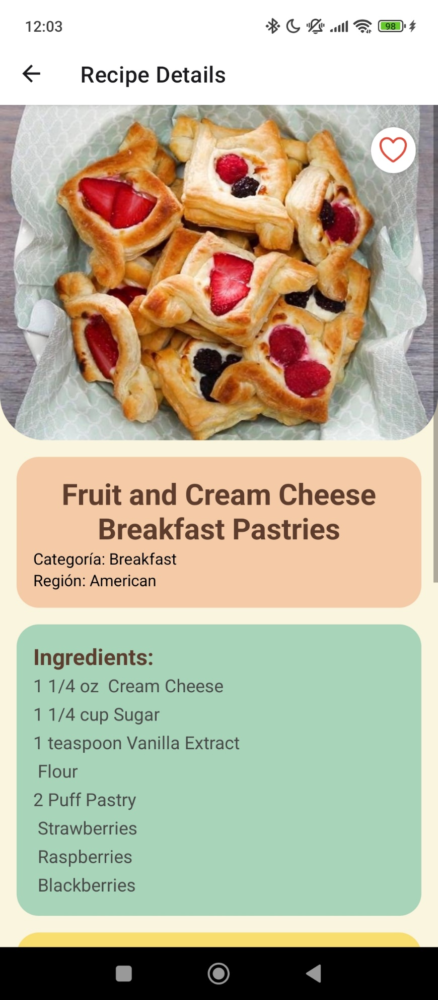 12:03
98
Recipe Details
Fruit and Cream Cheese
Breakfast Pastries
Categoría: Breakfast
Región: American
Ingredients:
1 1/4 oz  Cream Cheese
1 1/4 cup Sugar
1 teaspoon Vanilla Extract
Flour
2 Puff Pastry
Strawberries
Raspberries
Blackberries